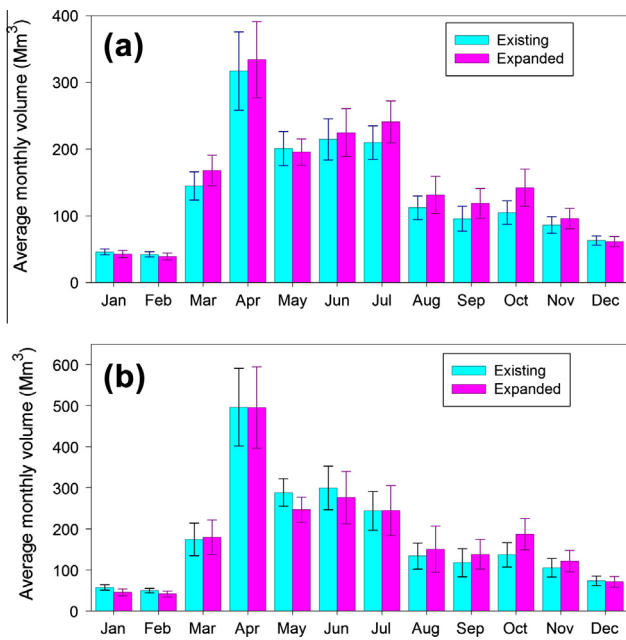 (a)
Existing
Expanded
Average monthly volume (Mm³)
400
300
200
100
0
Jan Feb Mar Apr May Jun Jul Aug Sep Oct Nov Dec
(b)
Existing
Expanded
Average monthly volume (Mm³)
600
500
400
300
200
100
0
Jan Feb Mar Apr May Jun Jul Aug Sep Oct Nov Dec